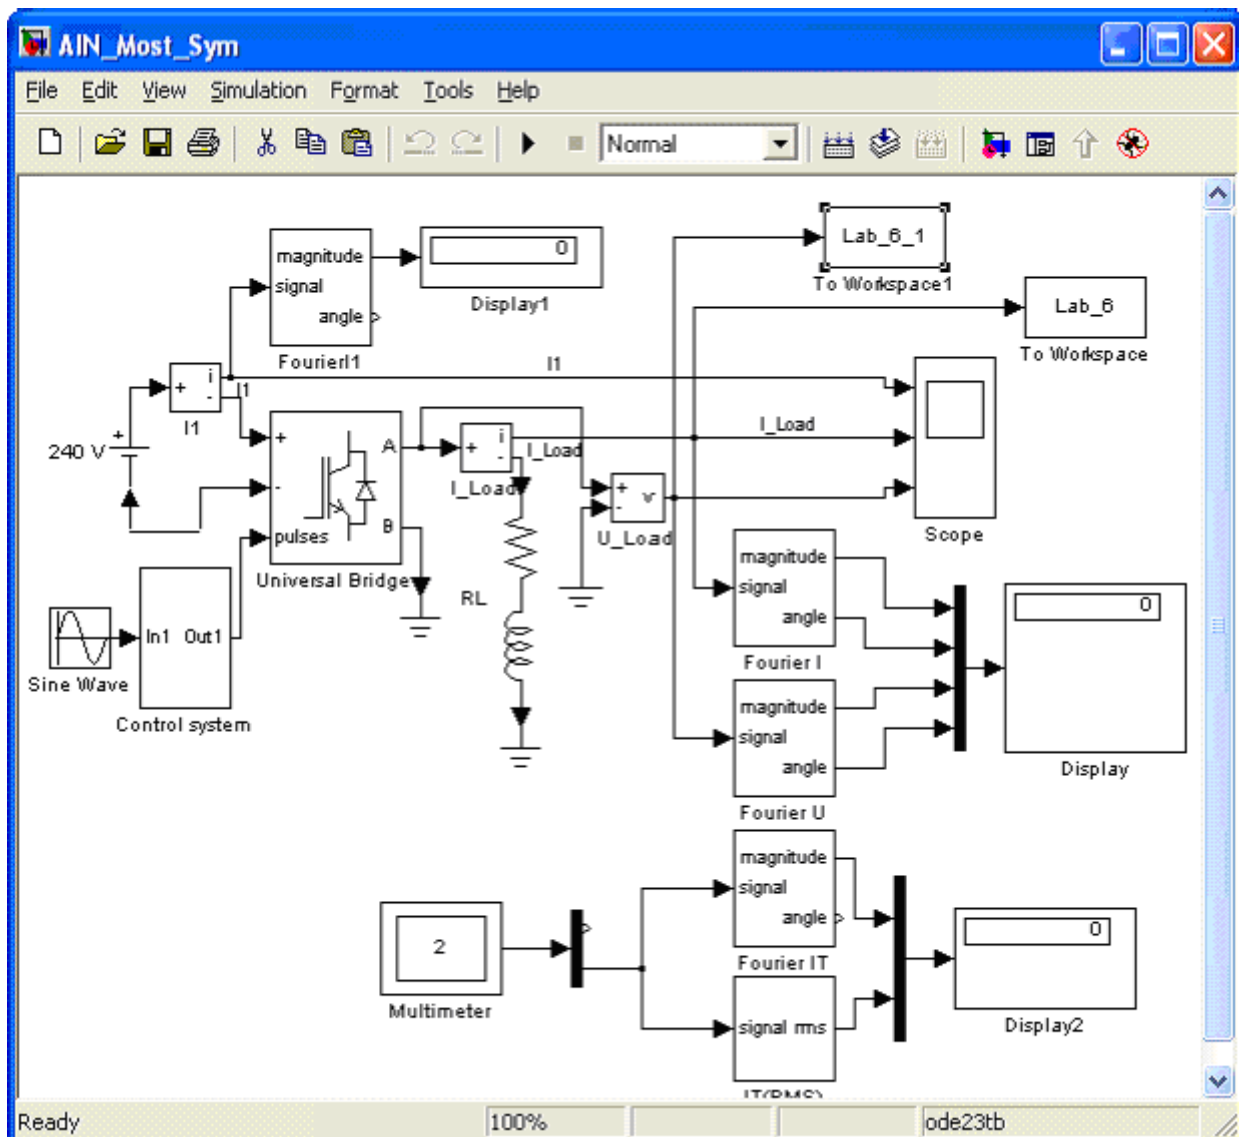 AIN_Most_Sym
File Edit View Simulation Format Tools Help
Normal
Lab_6_1
To Workspace1
magnitude
signal
angle
FourierI1
0
Display1
Lab_6
To Workspace
I1
+ i
-
I1
I1
240 V
+
Scope
I_Load
+
-
pulses
A
B
Universal Bridge
+ i
-
I_Load
I_Load
+
-
v
U_Load
In1 Out1
Control system
Sine Wave
RL
magnitude
signal
angle
Fourier I
magnitude
signal
angle
Fourier U
0
Display
magnitude
signal
angle
Fourier IT
2
Multimeter
signal rms
IT(RMS)
0
Display2
Ready
100%
ode23tb